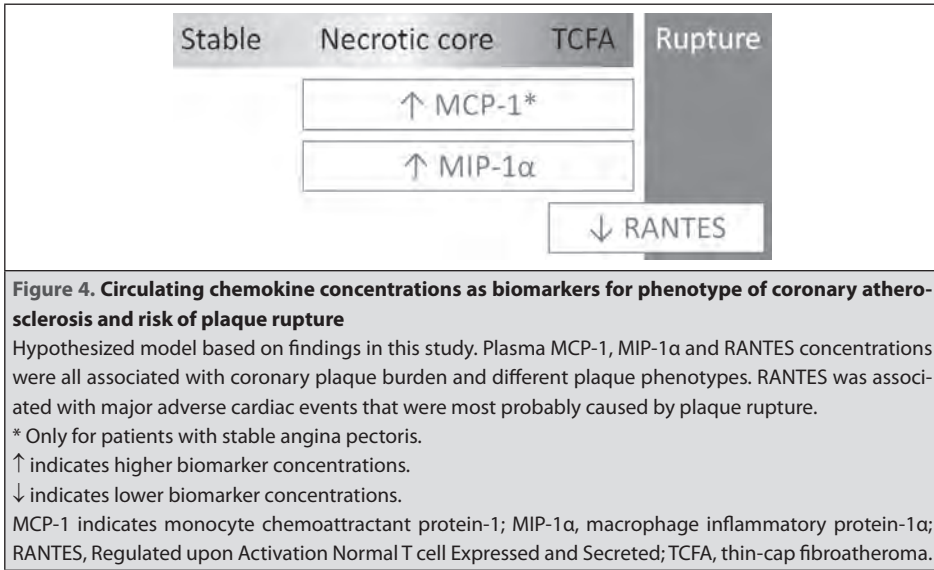 Stable Necrotic core TCFA Rupture
↑ MCP-1*
↑ MIP-1α
↓ RANTES
Figure 4. Circulating chemokine concentrations as biomarkers for phenotype of coronary athero-
sclerosis and risk of plaque rupture
Hypothesized model based on findings in this study. Plasma MCP-1, MIP-1α and RANTES concentrations
were all associated with coronary plaque burden and different plaque phenotypes. RANTES was associ-
ated with major adverse cardiac events that were most probably caused by plaque rupture.
* Only for patients with stable angina pectoris.
↑ indicates higher biomarker concentrations.
↓ indicates lower biomarker concentrations.
MCP-1 indicates monocyte chemoattractant protein-1; MIP-1α, macrophage inflammatory protein-1α;
RANTES, Regulated upon Activation Normal T cell Expressed and Secreted; TCFA, thin-cap fibroatheroma.